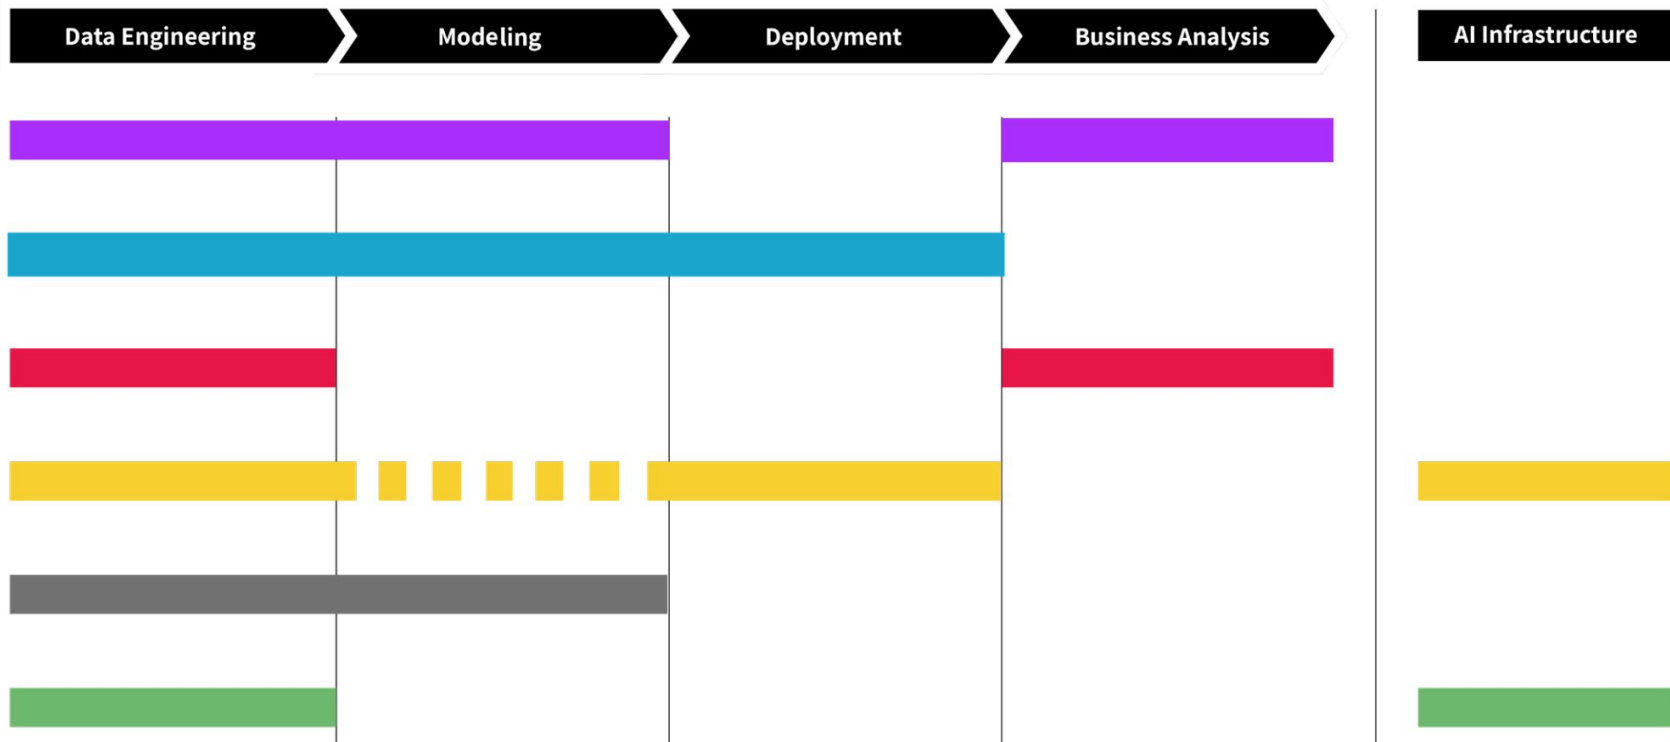 Data Engineering
Modeling
Deployment
Business Analysis
AI Infrastructure